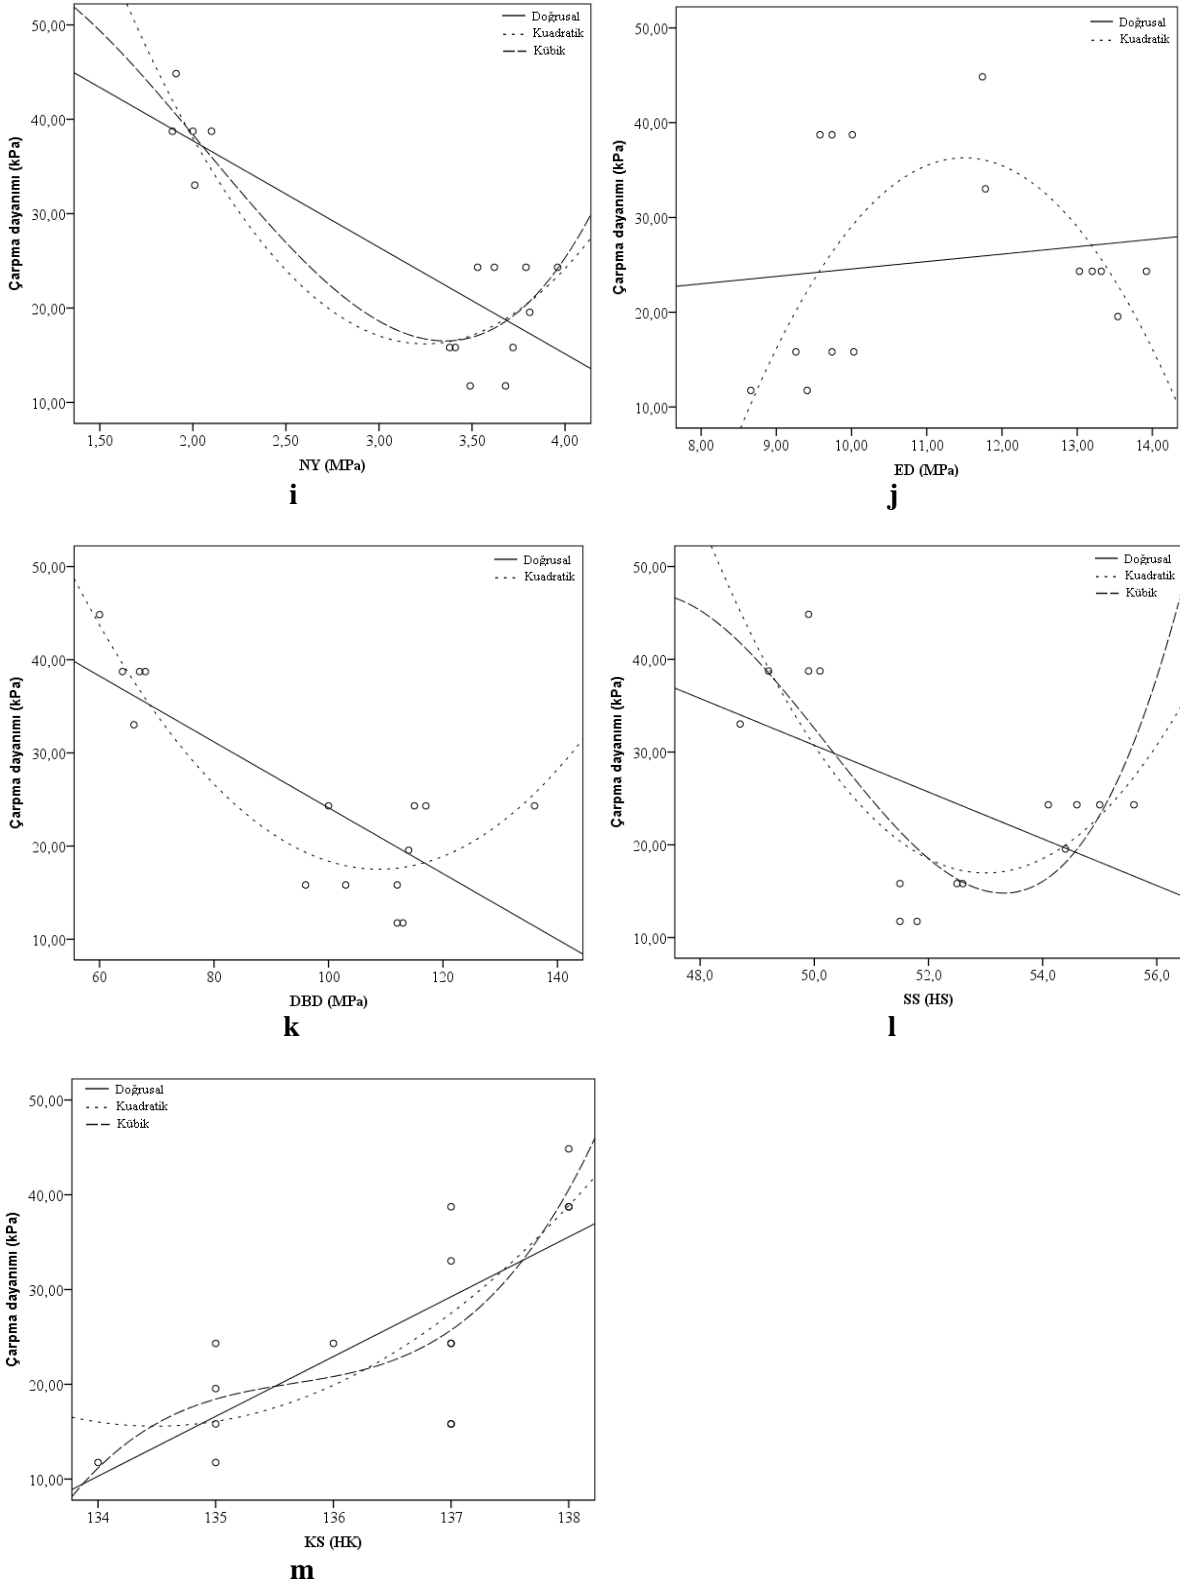 Çarpma dayanımı (kPa)
50,00
40,00
30,00
20,00
10,00
Doğrusal
Kuadratik
Kübik
1,50 2,00 2,50 3,00 3,50 4,00
NY (MPa)
i
Çarpma dayanımı (kPa)
50,00
40,00
30,00
20,00
10,00
Doğrusal
Kuadratik
8,00 9,00 10,00 11,00 12,00 13,00 14,00
ED (MPa)
j
Çarpma dayanımı (kPa)
50,00
40,00
30,00
20,00
10,00
Doğrusal
Kuadratik
60 80 100 120 140
DBD (MPa)
k
Çarpma dayanımı (kPa)
50,00
40,00
30,00
20,00
10,00
Doğrusal
Kuadratik
Kübik
48,0 50,0 52,0 54,0 56,0
SS (HS)
l
Çarpma dayanımı (kPa)
50,00
40,00
30,00
20,00
10,00
Doğrusal
Kuadratik
Kübik
134 135 136 137 138
KS (HK)
m